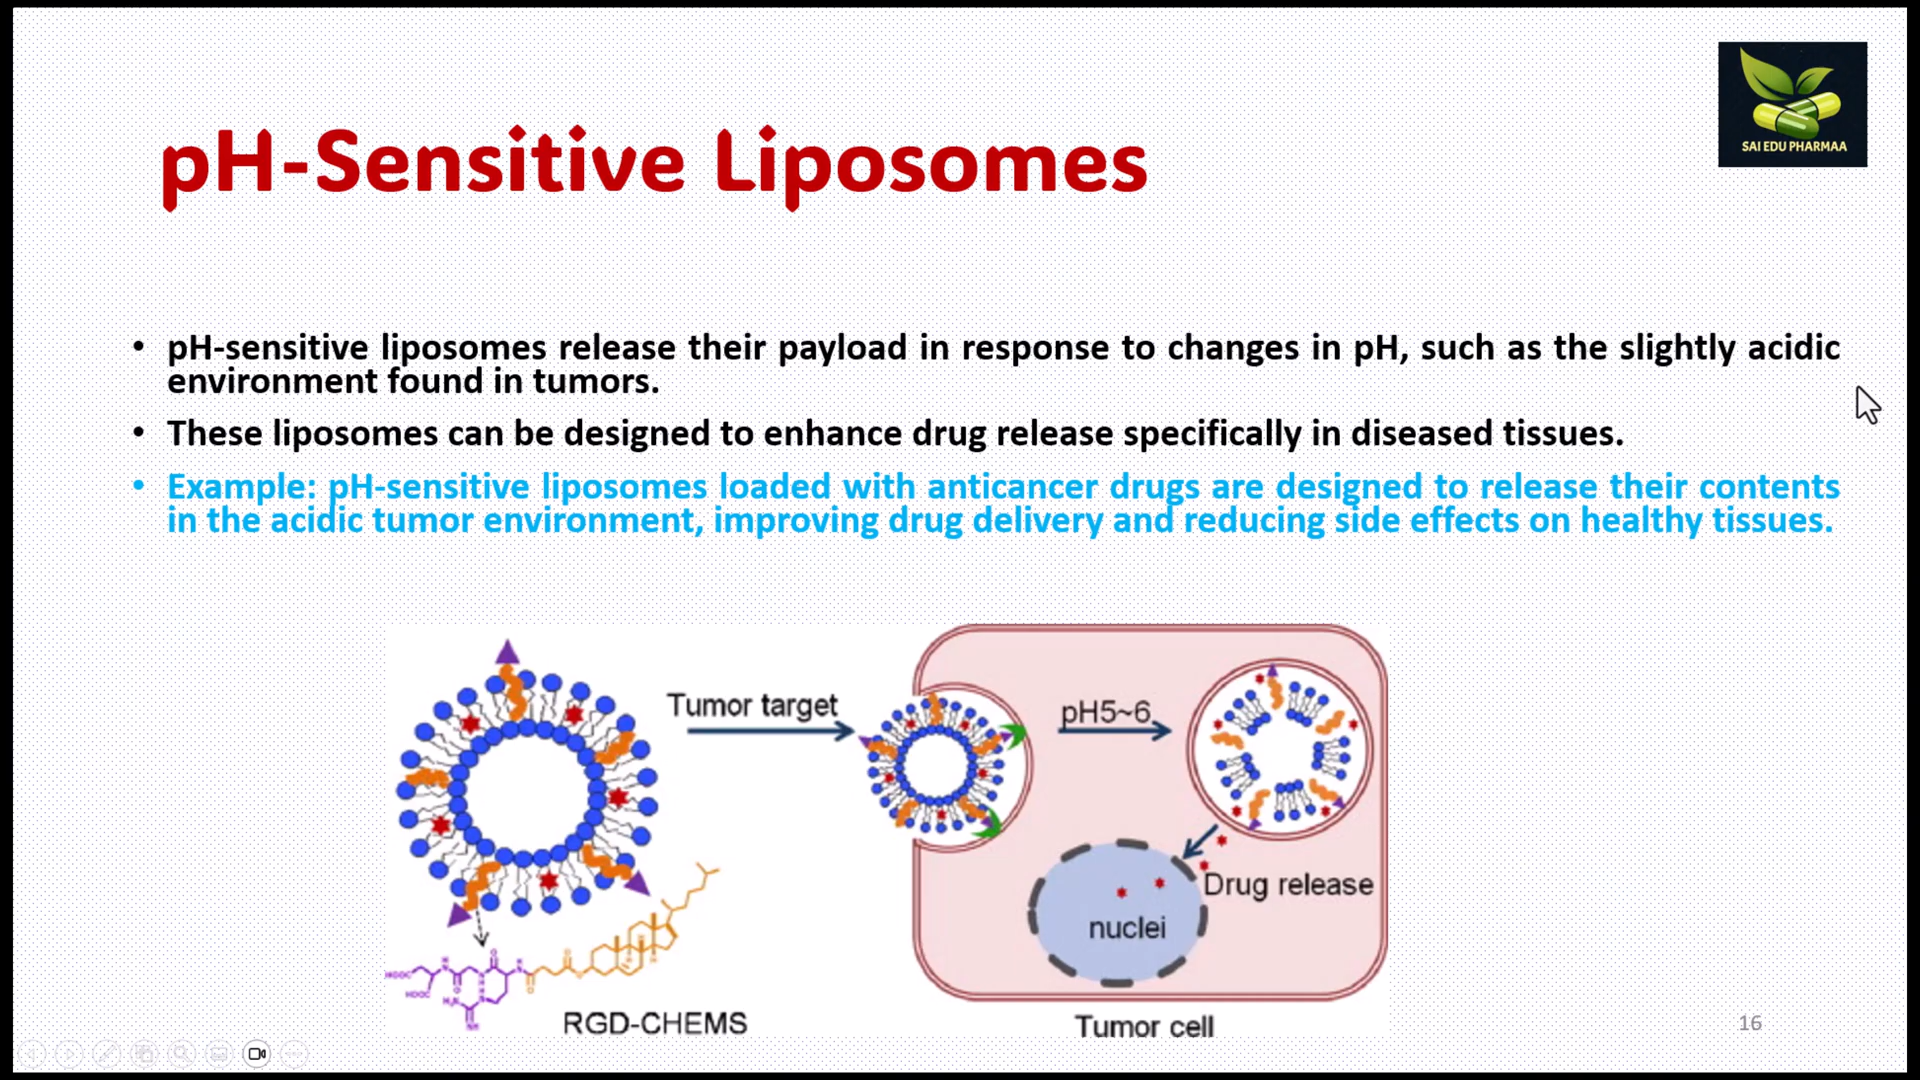 SAI EDU PHARMAA
pH-Sensitive Liposomes
• pH-sensitive liposomes release their payload in response to changes in pH, such as the slightly acidic
environment found in tumors.
• These liposomes can be designed to enhance drug release specifically in diseased tissues.
• Example: pH-sensitive liposomes loaded with anticancer drugs are designed to release their contents
in the acidic tumor environment, improving drug delivery and reducing side effects on healthy tissues.
Tumor target
pH5~6
Drug release
nuclei
HOOC
HOOC
RGD-CHEMS
Tumor cell
16